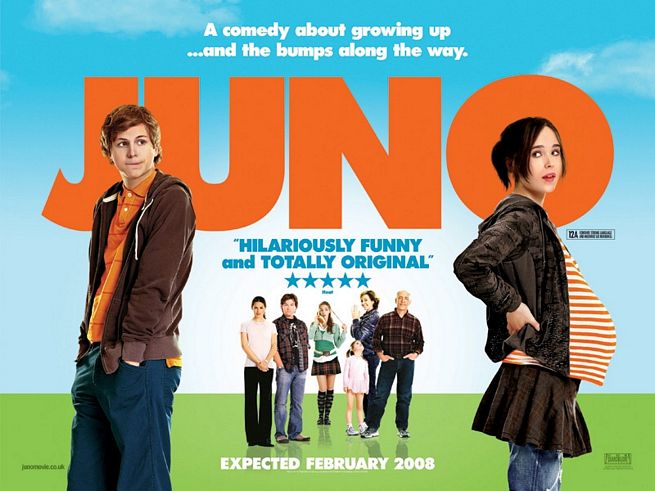 A comedy about growing up
...and the bumps along the way.
JUNO
"HILARIOUSLY FUNNY
and TOTALLY ORIGINAL"
★★★★★
Heat
12A
junomovie.co.uk
EXPECTED FEBRUARY 2008